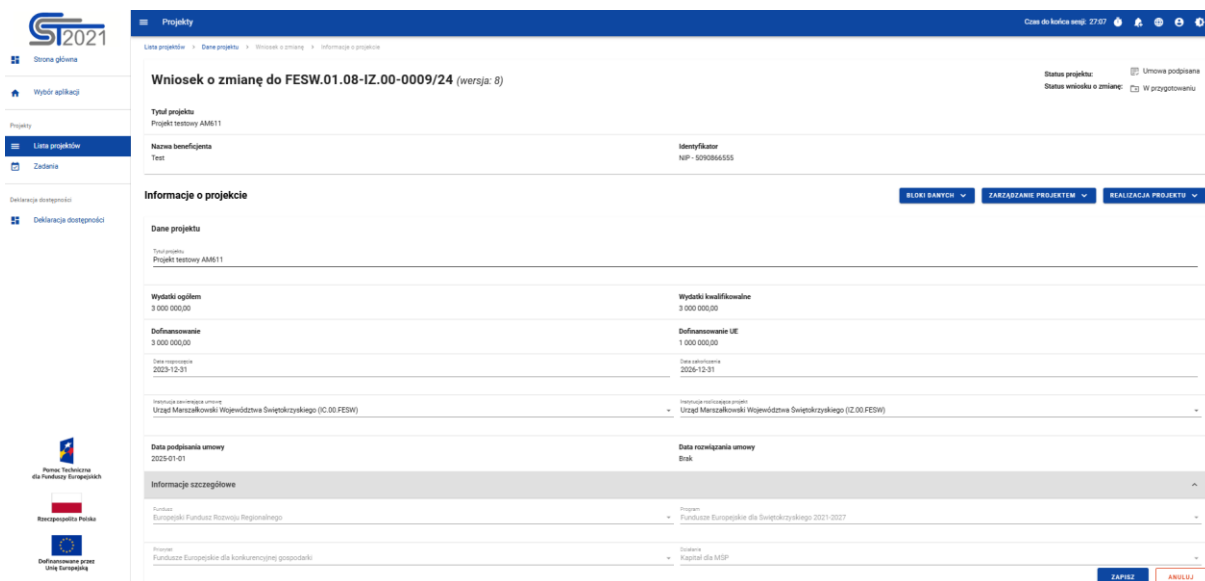 CST2021
Strona główna
Wybór aplikacji
Projekty
Lista projektów
Zadania
Deklaracja dostępności
Deklaracja dostępności
Pomoc Techniczna
dla Funduszy Europejskich
Rzeczpospolita Polska
Dofinansowane przez
Unię Europejską
Projekty
Czas do końca sesji: 27:07
Lista projektów > Dane projektu > Wniosek o zmianę > Informacje o projekcie
Wniosek o zmianę do FESW.01.08-IZ.00-0009/24 (wersja: 8)
Status projektu: Umowa podpisana
Status wniosku o zmianę: W przygotowaniu
Tytuł projektu
Projekt testowy AM611
Nazwa beneficjenta
Test
Identyfikator
NIP - 5090866555
Informacje o projekcie
BLOKI DANYCH
ZARZĄDZANIE PROJEKTEM
REALIZACJA PROJEKTU
Dane projektu
Tytuł projektu
Projekt testowy AM611
Wydatki ogółem
3 000 000,00
Wydatki kwalifikowalne
3 000 000,00
Dofinansowanie
3 000 000,00
Dofinansowanie UE
1 000 000,00
Data rozpoczęcia
2023-12-31
Data zakończenia
2026-12-31
Instytucja zawierająca umowę
Urząd Marszałkowski Województwa Świętokrzyskiego (IC.00.FESW)
Instytucja rozliczająca projekt
Urząd Marszałkowski Województwa Świętokrzyskiego (IZ.00.FESW)
Data podpisania umowy
2025-01-01
Data rozwiązania umowy
Brak
Informacje szczegółowe
Fundusz
Europejski Fundusz Rozwoju Regionalnego
Program
Fundusze Europejskie dla Świętokrzyskiego 2021-2027
Priorytet
Fundusze Europejskie dla konkurencyjnej gospodarki
Działanie
Kapitał dla MŚP
ZAPISZ
ANULUJ